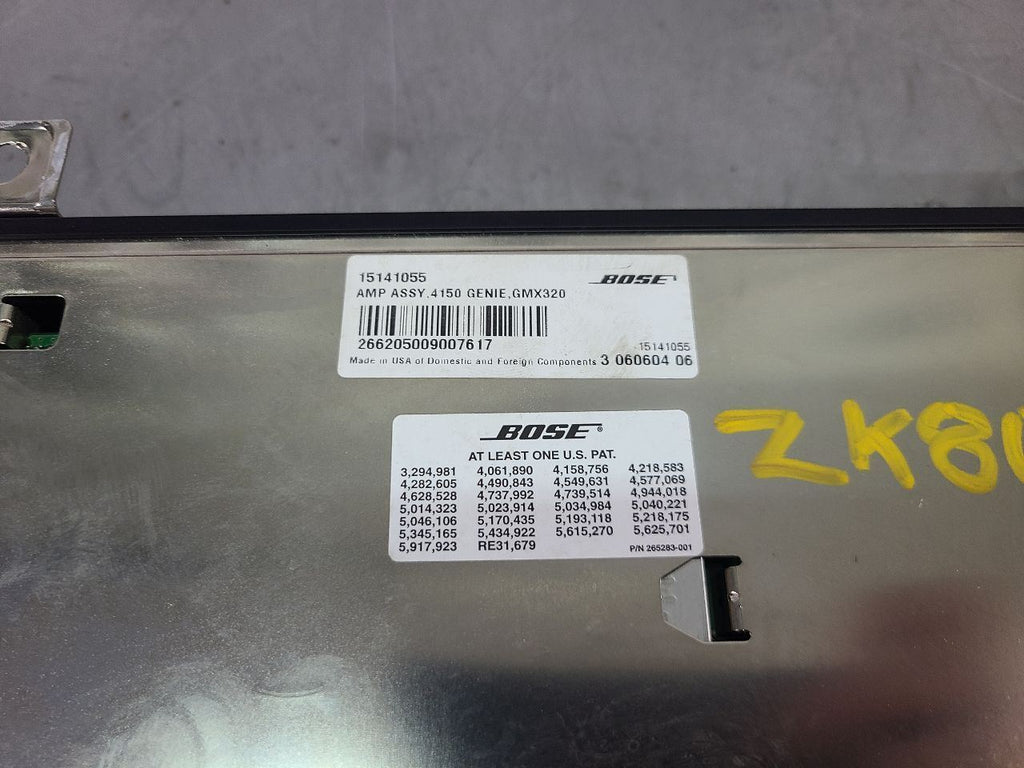 15141055 BOSE
AMP ASSY,4150 GENIE,GMX320
266205009007617 15141055
Made in USA of Domestic and Foreign Components 3 060604 06
BOSE®
AT LEAST ONE U.S. PAT.
3,294,981 4,061,890 4,158,756 4,218,583
4,282,605 4,490,843 4,549,631 4,577,069
4,628,528 4,737,992 4,739,514 4,944,018
5,014,323 5,023,914 5,034,984 5,040,221
5,046,106 5,170,435 5,193,118 5,218,175
5,345,165 5,434,922 5,615,270 5,625,701
5,917,923 RE31,679 P/N 265283-001
ZK8